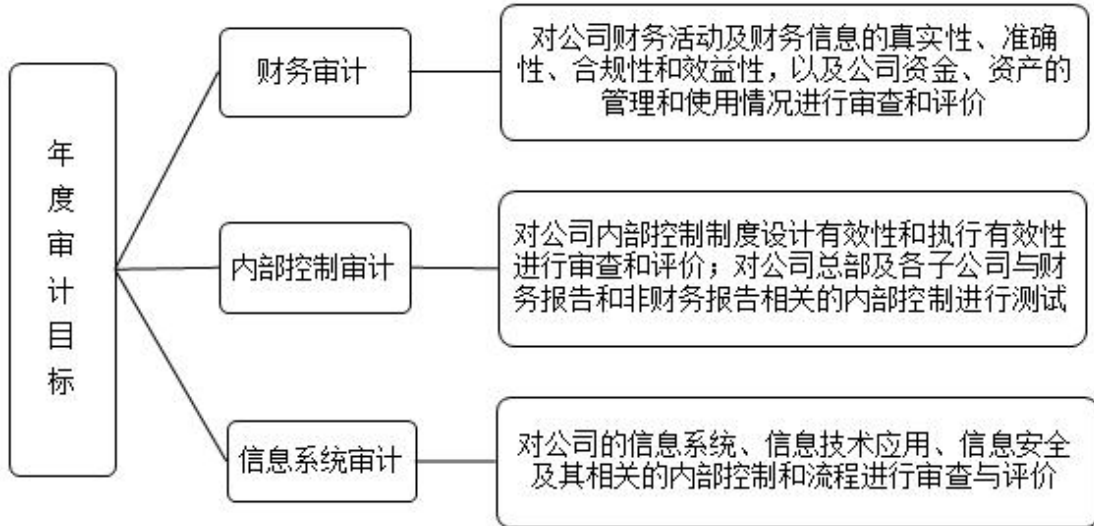 年度审计目标
财务审计
对公司财务活动及财务信息的真实性、准确
性、合规性和效益性，以及公司资金、资产的
管理和使用情况进行审查和评价
内部控制审计
对公司内部控制制度设计有效性和执行有效性
进行审查和评价；对公司总部及各子公司与财
务报告和非财务报告相关的内部控制进行测试
信息系统审计
对公司的信息系统、信息技术应用、信息安全
及其相关的内部控制和流程进行审查与评价